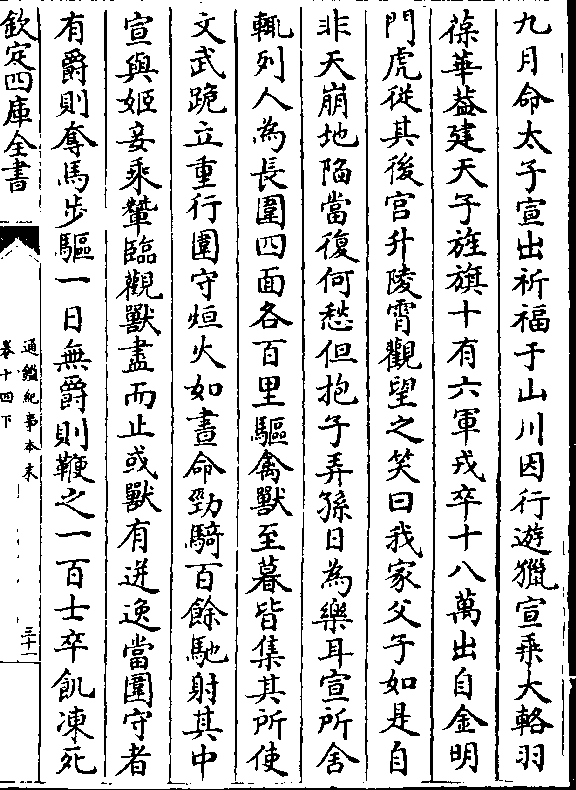 九月命太子宣出祈福于山川因行遊獵宣乘大輅羽
葆華葢建天子旌旗十有六軍戎卒十八萬出自金明
門虎從其後宫升陵霄觀望之笑曰我家父子如是自
非天崩地陷當復何愁但抱子弄孫日為樂耳宣所舍
輒列人為長圍四面各百里驅禽獸至暮皆集其所使
文武跪立重行圍守烜火如晝命勁騎百餘馳射其中
宣與姬妾乘輦臨觀獸盡而止或獸有迸逸當圍守者
有爵則奪馬步驅一日無爵則鞭之一百士卒飢凍死
欽定四庫全書
通鑑紀事本末
卷十四下
三十一